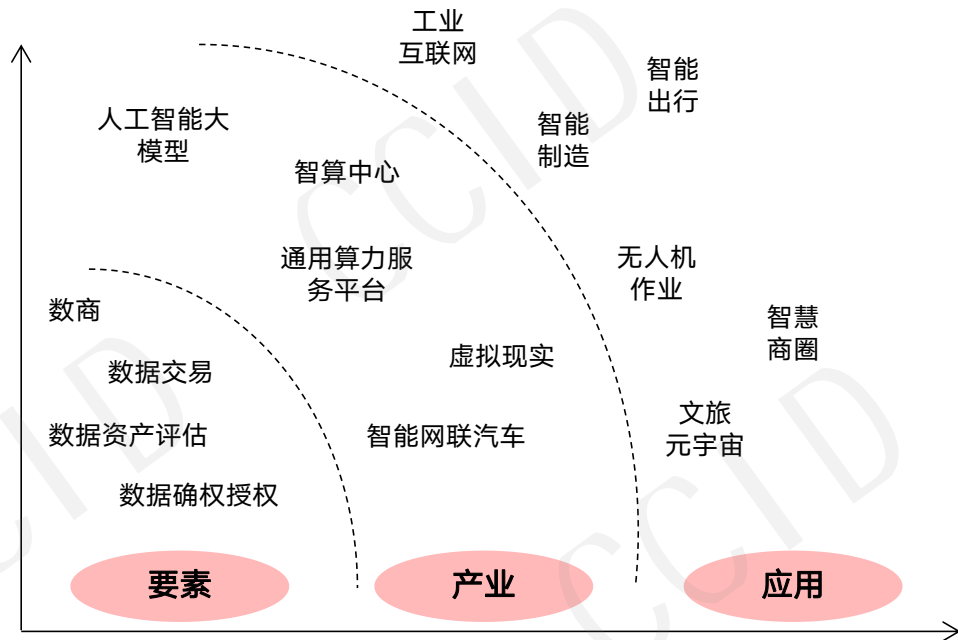 工业
互联网
智能
出行
人工智能大
模型
智能
制造
智算中心
通用算力服
务平台
无人机
作业
数商
智慧
商圈
虚拟现实
数据交易
文旅
元宇宙
数据资产评估
智能网联汽车
数据确权授权
要素
产业
应用
CCID
CCID
CCID